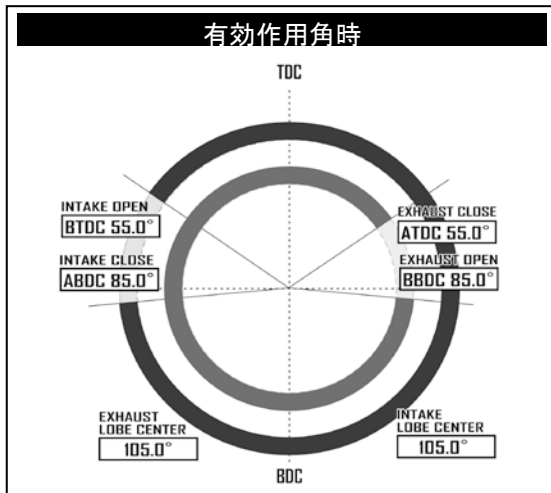 有効作用角時
TDC
INTAKE OPEN
BTDC 55.0°
INTAKE CLOSE
ABDC 85.0°
EXHAUST CLOSE
ATDC 55.0°
EXHAUST OPEN
BBDC 85.0°
EXHAUST
LOBE CENTER
105.0°
INTAKE
LOBE CENTER
105.0°
BDC